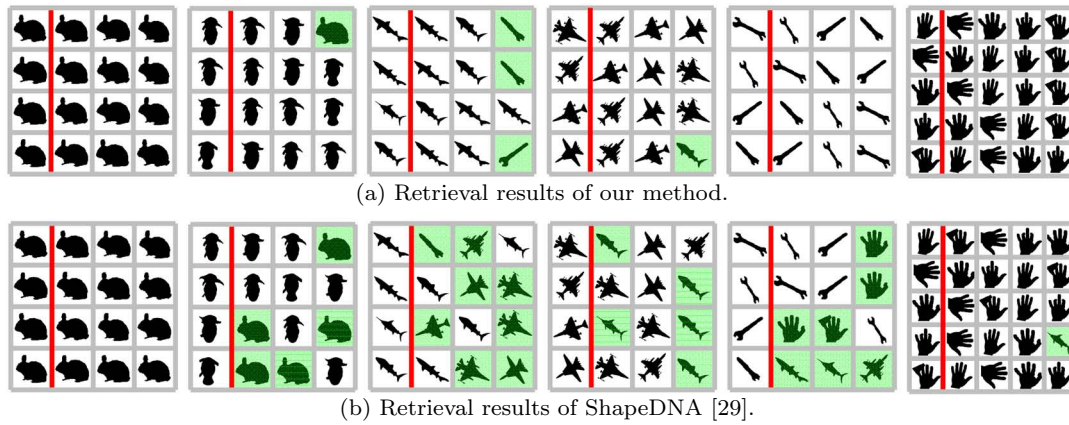 (a) Retrieval results of our method.
(b) Retrieval results of ShapeDNA [29].